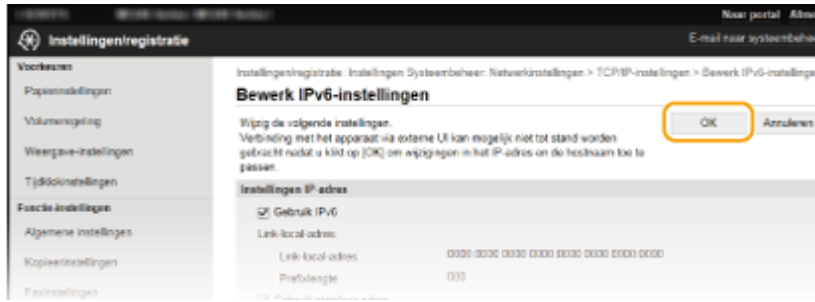 Naar portal
Instellingen/registratie
E-mail naar systeembehee
Voorkeuren
Papierinstellingen
Volumeregeling
Weergave-instellingen
Tijdklokinstellingen
Functie-instellingen
Algemene instellingen
Kopieerinstellingen
Faxinstellingen
Instellingen/registratie: Instellingen Systeembeheer: Netwerkinstellingen > TCP/IP-instellingen > Bewerk IPv6-instellinge
Bewerk IPv6-instellingen
Wijzig de volgende instellingen.
Verbinding met het apparaat via externe UI kan mogelijk niet tot stand worden
gebracht nadat u klikt op [OK] om wijzigingen in het IP-adres en de hostnaam toe te
passen.
OK
Annuleren
Instellingen IP-adres
Gebruik IPv6
Link-local-adres:
Link-local-adres:
0000:0000:0000:0000:0000:0000:0000:0000
Prefixlengte:
000